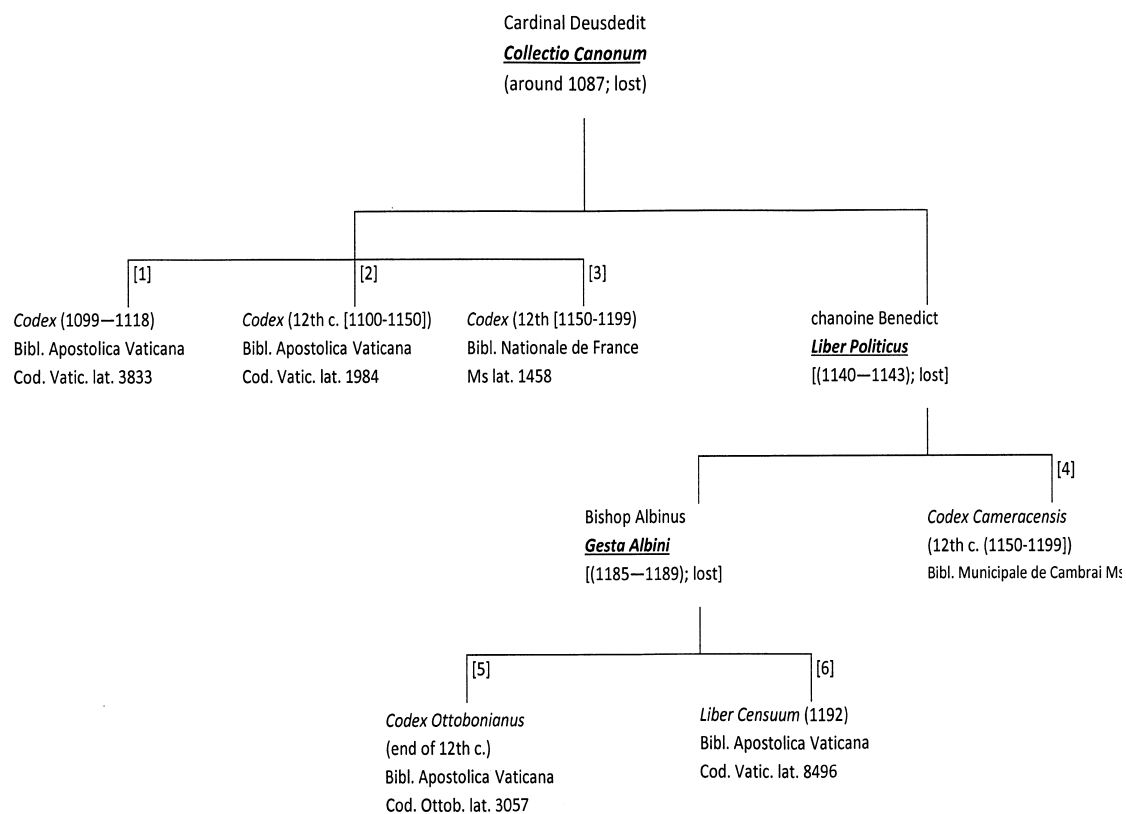 Cardinal Deusdedit
Collectio Canonum
(around 1087; lost)
[1]
[2]
[3]
Codex (1099—1118)
Bibl. Apostolica Vaticana
Cod. Vatic. lat. 3833
Codex (12th c. [1100-1150])
Bibl. Apostolica Vaticana
Cod. Vatic. lat. 1984
Codex (12th [1150-1199)
Bibl. Nationale de France
Ms lat. 1458
chanoine Benedict
Liber Politicus
[(1140—1143); lost]
[4]
Bishop Albinus
Gesta Albini
[(1185—1189); lost]
Codex Cameracensis
(12th c. (1150-1199])
Bibl. Municipale de Cambrai Ms
[5]
[6]
Codex Ottobonianus
(end of 12th c.)
Bibl. Apostolica Vaticana
Cod. Ottob. lat. 3057
Liber Censuum (1192)
Bibl. Apostolica Vaticana
Cod. Vatic. lat. 8496